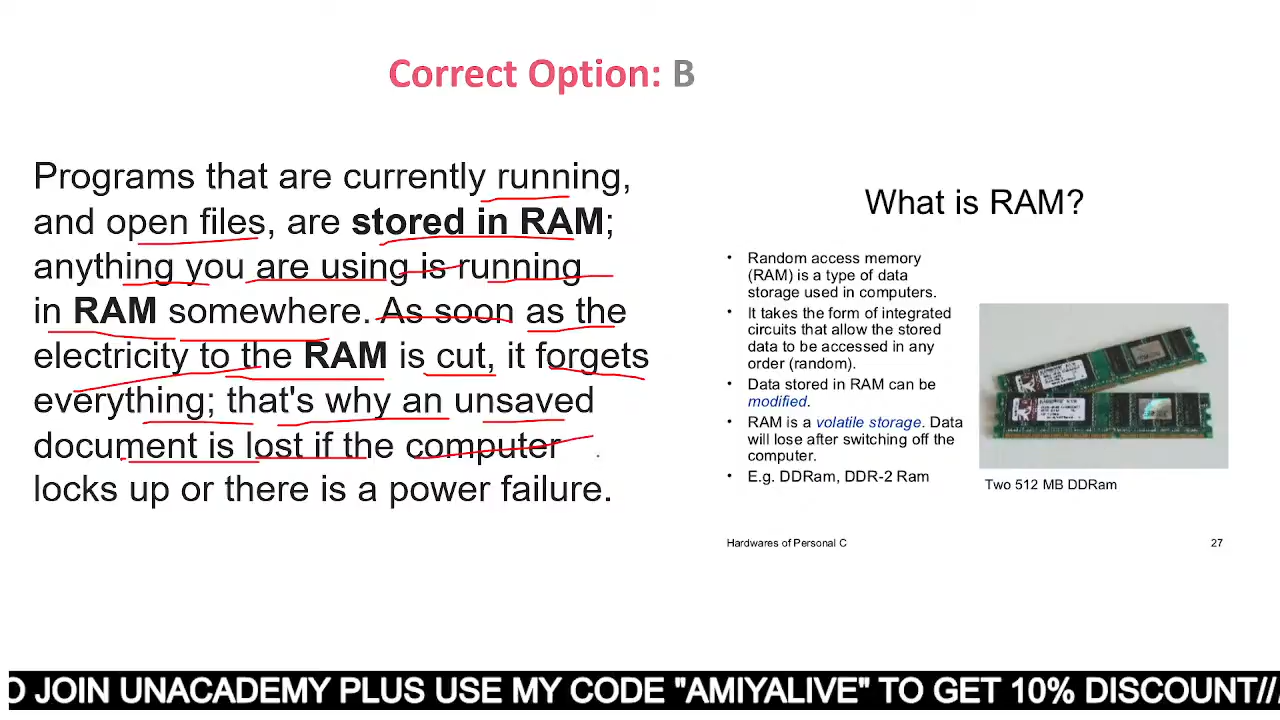 Correct Option: B
Programs that are currently running,
and open files, are stored in RAM;
anything you are using is running
in RAM somewhere. As soon as the
electricity to the RAM is cut, it forgets
everything; that's why an unsaved
document is lost if the computer
locks up or there is a power failure.
What is RAM?
• Random access memory
(RAM) is a type of data
storage used in computers.
• It takes the form of integrated
circuits that allow the stored
data to be accessed in any
order (random).
• Data stored in RAM can be
modified.
• RAM is a volatile storage. Data
will lose after switching off the
computer.
• E.g. DDRam, DDR-2 Ram
Two 512 MB DDRam
Hardwares of Personal C
27
O JOIN UNACADEMY PLUS USE MY CODE "AMIYALIVE" TO GET 10% DISCOUNT//